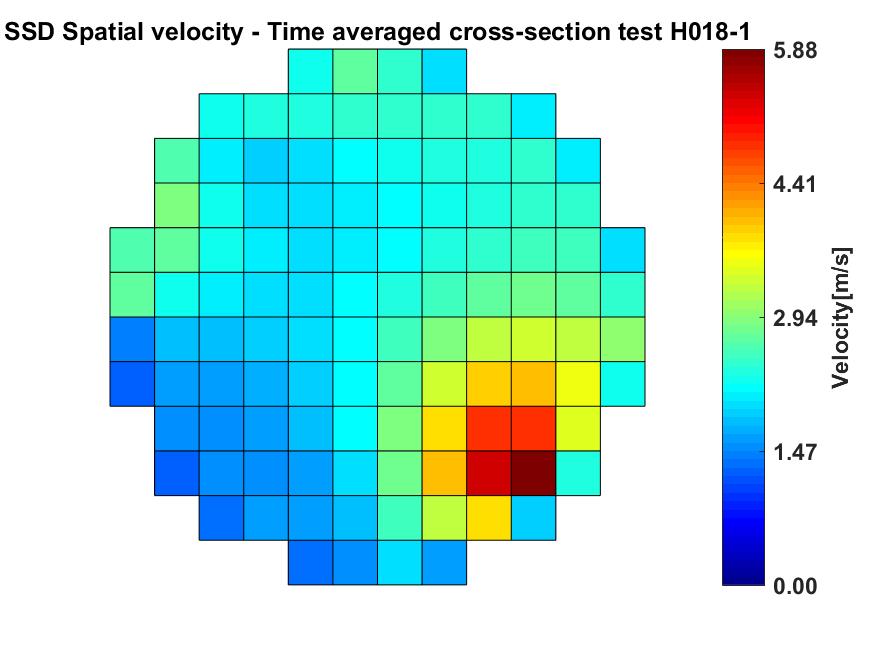 SSD Spatial velocity - Time averaged cross-section test H018-1
5.88
4.41
2.94
1.47
0.00
Velocity[m/s]